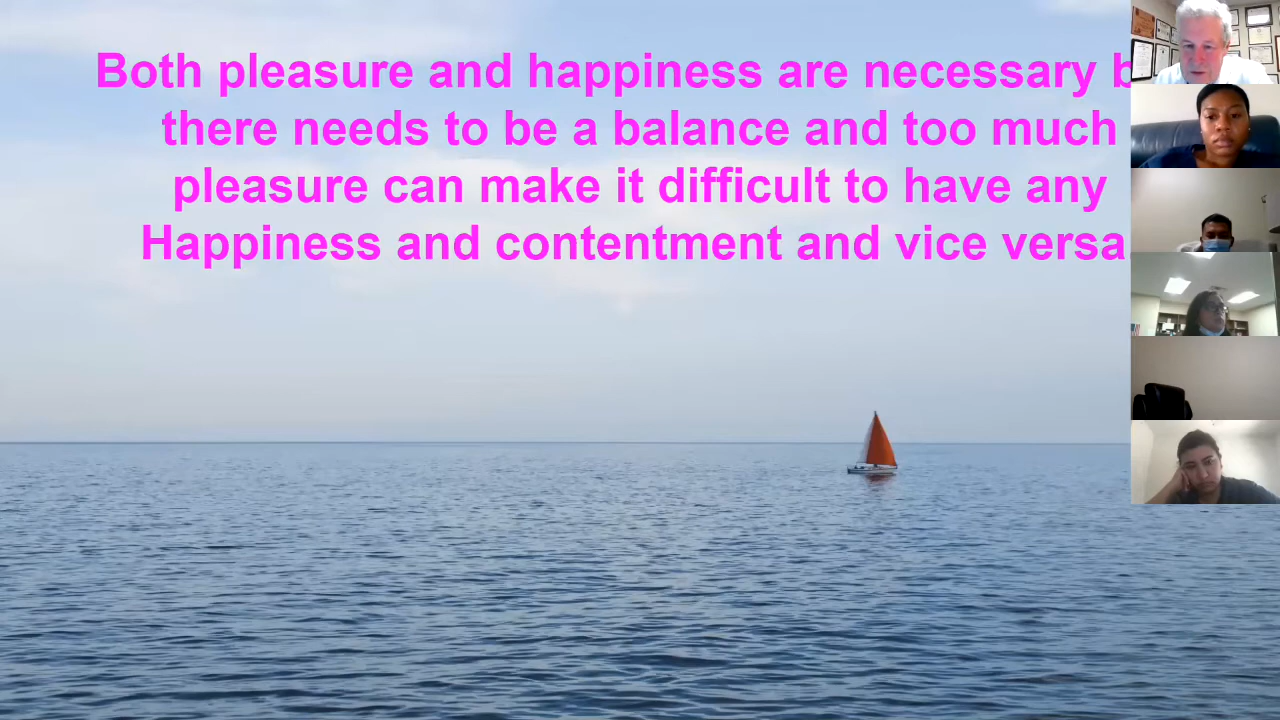 Both pleasure and happiness are necessary
there needs to be a balance and too much
pleasure can make it difficult to have any
Happiness and contentment and vice versa.